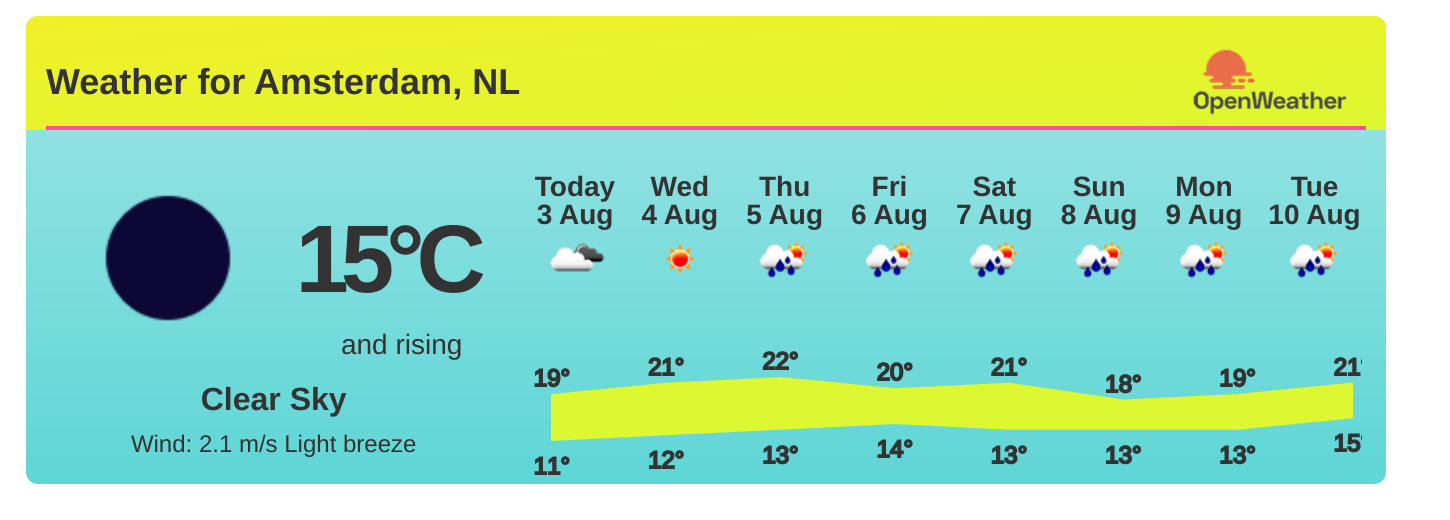 Weather for Amsterdam, NL
OpenWeather
15°C
and rising
Clear Sky
Wind: 2.1 m/s Light breeze
Today Wed Thu Fri Sat Sun Mon Tue
3 Aug 4 Aug 5 Aug 6 Aug 7 Aug 8 Aug 9 Aug 10 Aug
19° 21° 22° 20° 21° 18° 19° 21°
11° 12° 13° 14° 13° 13° 13° 15°